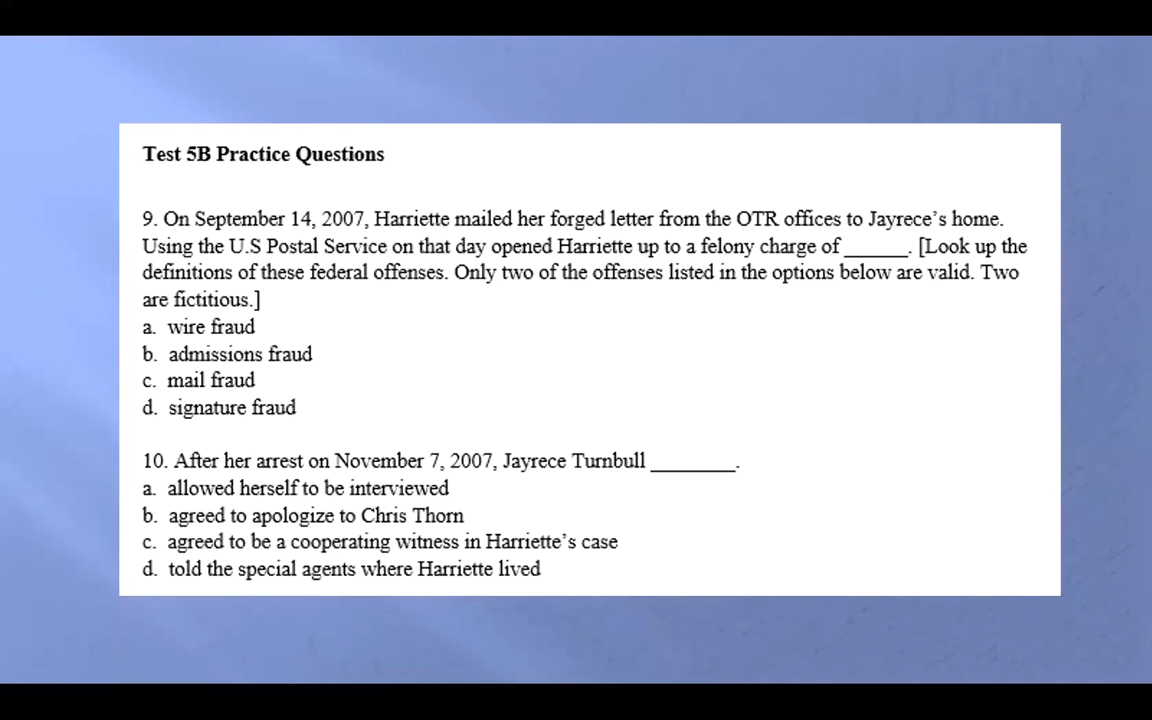 Test 5B Practice Questions
9. On September 14, 2007, Harriette mailed her forged letter from the OTR offices to Jayrece’s home.
Using the U.S Postal Service on that day opened Harriette up to a felony charge of ______. [Look up the
definitions of these federal offenses. Only two of the offenses listed in the options below are valid. Two
are fictitious.]
a. wire fraud
b. admissions fraud
c. mail fraud
d. signature fraud
10. After her arrest on November 7, 2007, Jayrece Turnbull ________.
a. allowed herself to be interviewed
b. agreed to apologize to Chris Thorn
c. agreed to be a cooperating witness in Harriette’s case
d. told the special agents where Harriette lived